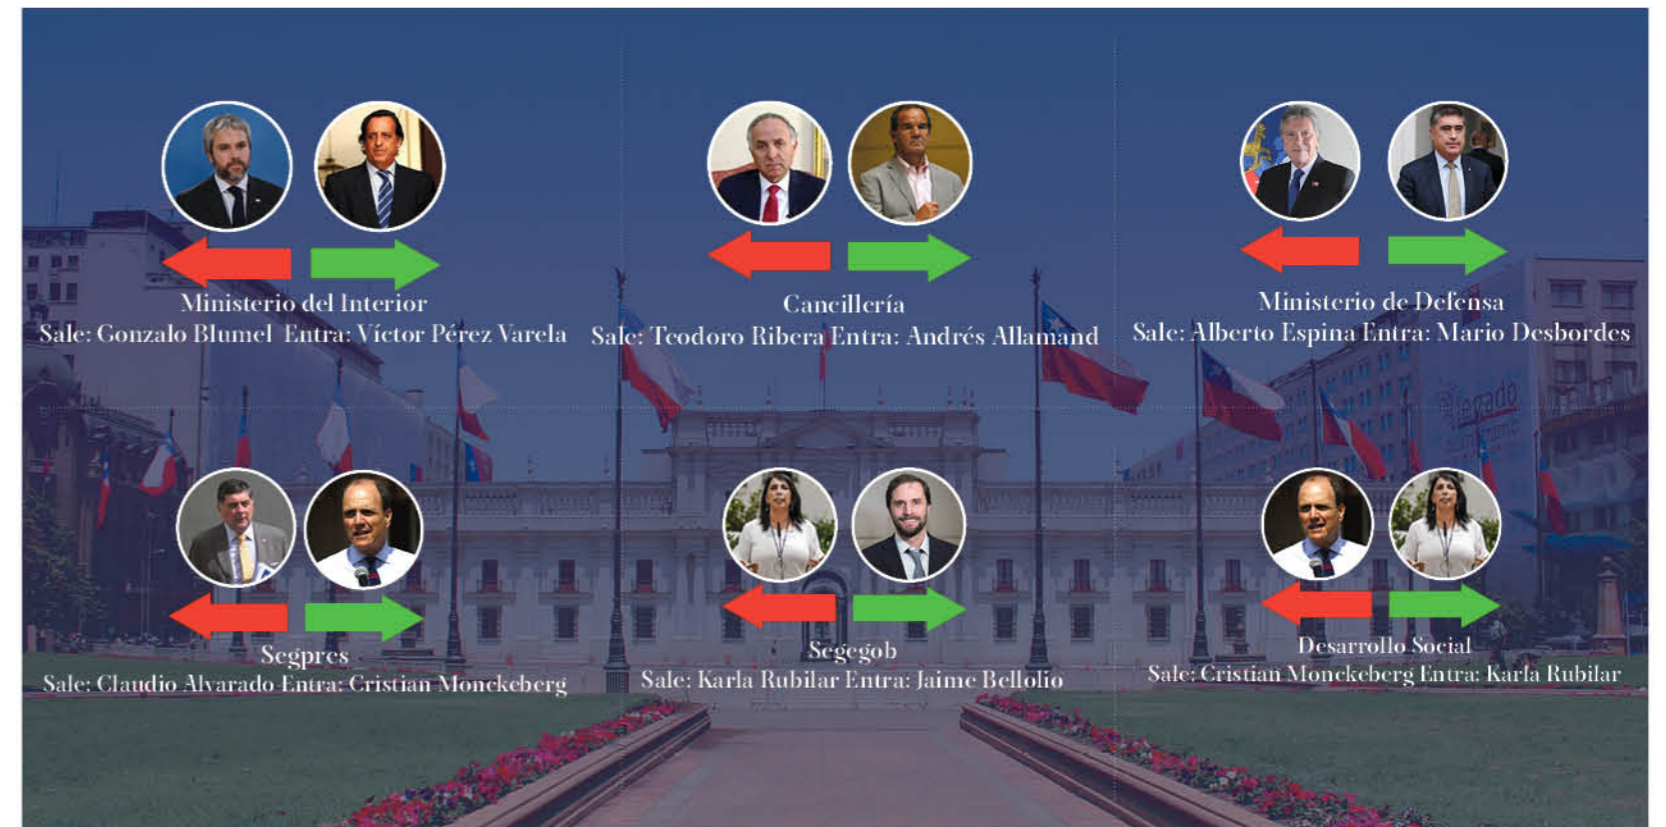 Ministerio del Interior
Sale: Gonzalo Blumel Entra: Víctor Pérez Varela
Cancillería
Sale: Teodoro Ribera Entra: Andrés Allamand
Ministerio de Defensa
Sale: Alberto Espina Entra: Mario Desbordes
legado
Segpres
Sale: Claudio Alvarado Entra: Cristian Monckeberg
Segegob
Sale: Karla Rubilar Entra: Jaime Bellolio
Desarrollo Social
Sale: Cristian Monckeberg Entra: Karla Rubilar